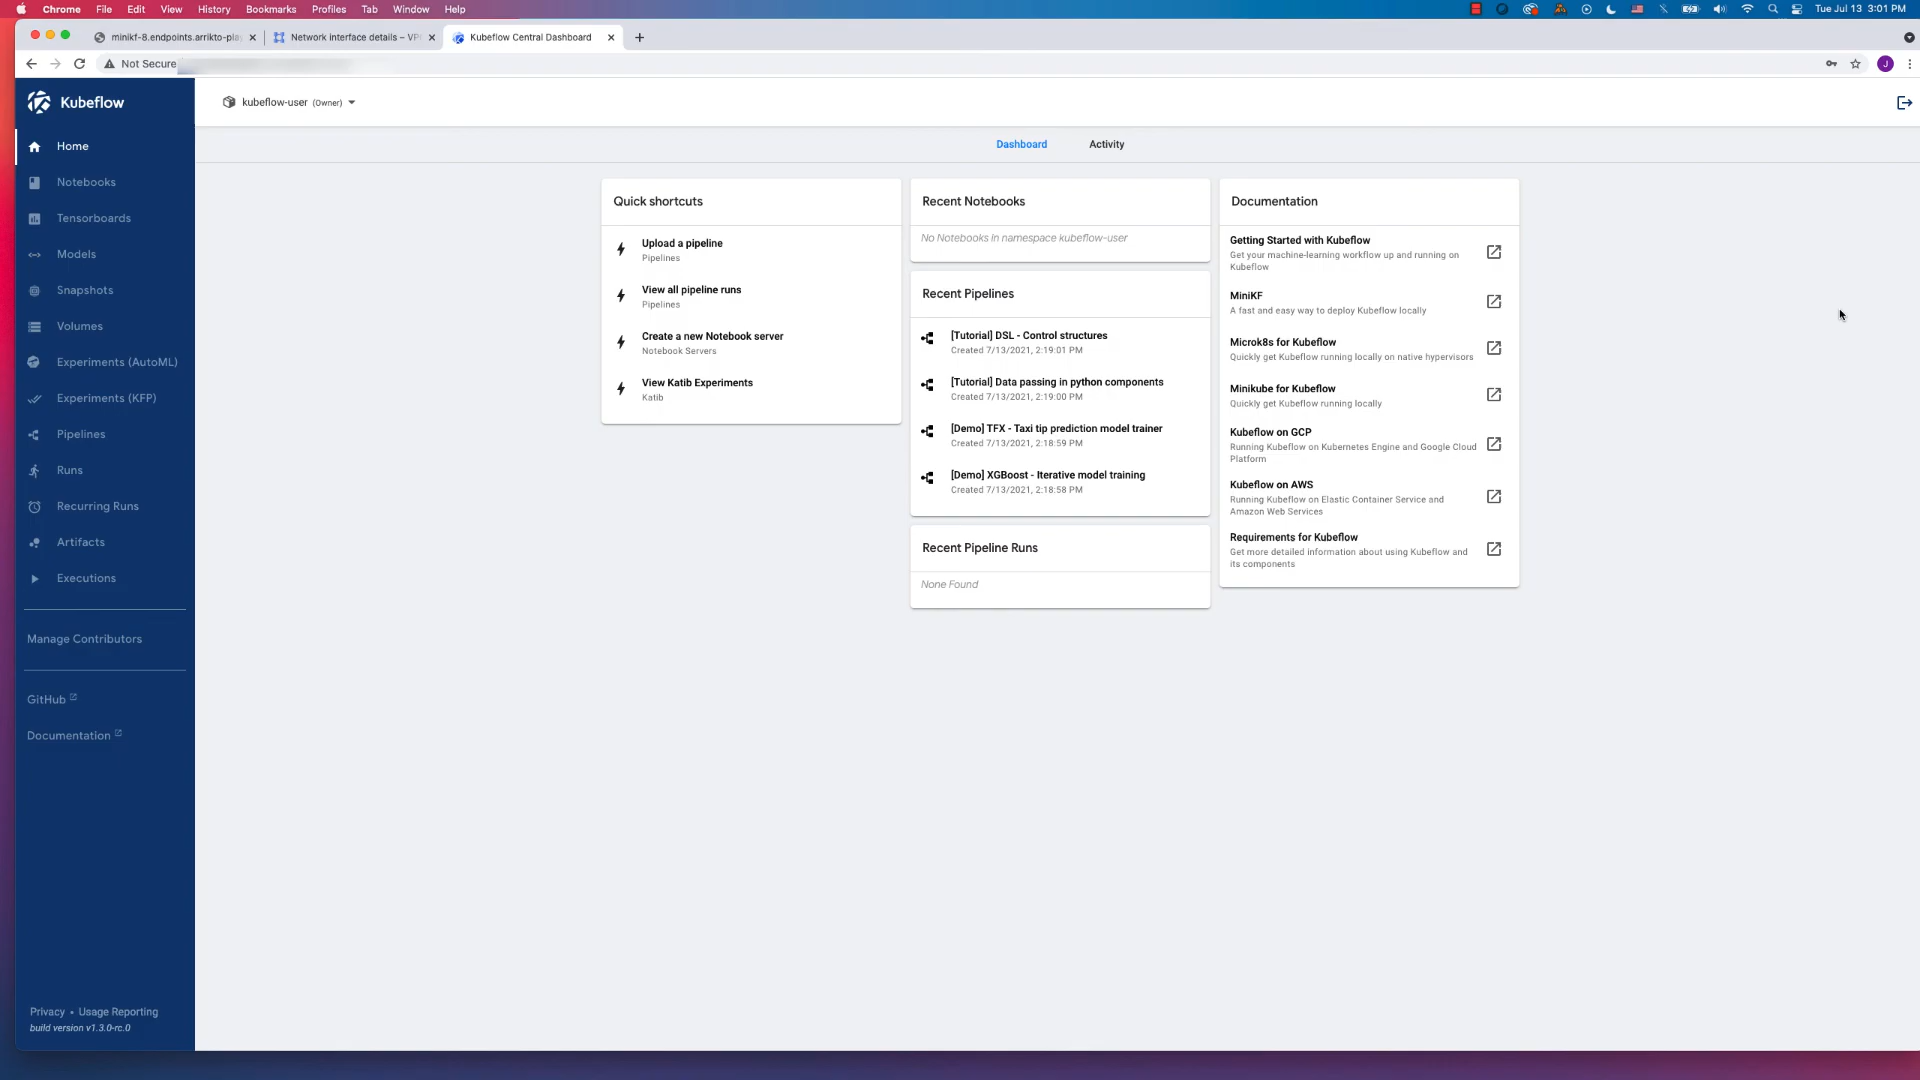 Chrome File Edit View History Bookmarks Profiles Tab Window Help Tue Jul 13 3:01 PM
minikf-8.endpoints.arrikto-pla Network interface details – VP Kubeflow Central Dashboard
Not Secure J
Kubeflow
kubeflow-user (Owner)
Home
Notebooks
Tensorboards
Models
Snapshots
Volumes
Experiments (AutoML)
Experiments (KFP)
Pipelines
Runs
Recurring Runs
Artifacts
Executions
Manage Contributors
GitHub
Documentation
Privacy • Usage Reporting
build version v1.3.0-rc.0
Dashboard Activity
Quick shortcuts
Upload a pipeline
Pipelines
View all pipeline runs
Pipelines
Create a new Notebook server
Notebook Servers
View Katib Experiments
Katib
Recent Notebooks
No Notebooks in namespace kubeflow-user
Recent Pipelines
[Tutorial] DSL - Control structures
Created 7/13/2021, 2:19:01 PM
[Tutorial] Data passing in python components
Created 7/13/2021, 2:19:00 PM
[Demo] TFX - Taxi tip prediction model trainer
Created 7/13/2021, 2:18:59 PM
[Demo] XGBoost - Iterative model training
Created 7/13/2021, 2:18:58 PM
Recent Pipeline Runs
None Found
Documentation
Getting Started with Kubeflow
Get your machine-learning workflow up and running on
Kubeflow
MiniKF
A fast and easy way to deploy Kubeflow locally
Microk8s for Kubeflow
Quickly get Kubeflow running locally on native hypervisors
Minikube for Kubeflow
Quickly get Kubeflow running locally
Kubeflow on GCP
Running Kubeflow on Kubernetes Engine and Google Cloud
Platform
Kubeflow on AWS
Running Kubeflow on Elastic Container Service and
Amazon Web Services
Requirements for Kubeflow
Get more detailed information about using Kubeflow and
its components